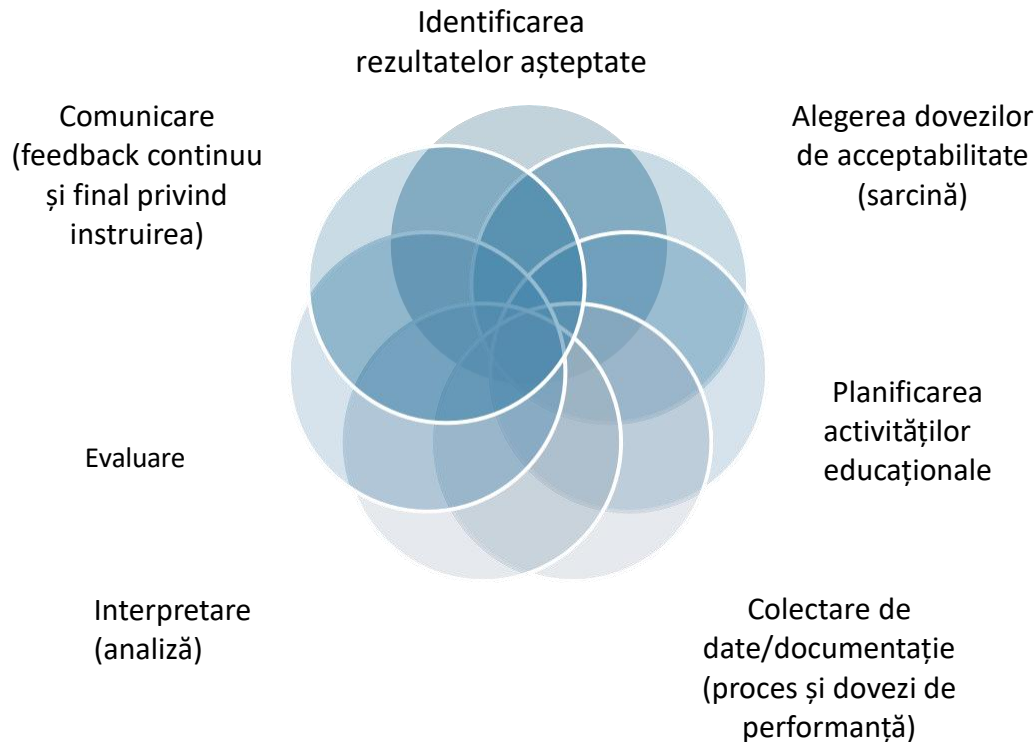 Identificarea
rezultatelor așteptate
Comunicare
(feedback continuu
și final privind
instruirea)
Alegerea dovezilor
de acceptabilitate
(sarcină)
Planificarea
activităților
educaționale
Evaluare
Interpretare
(analiză)
Colectare de
date/documentație
(proces și dovezi de
performanță)